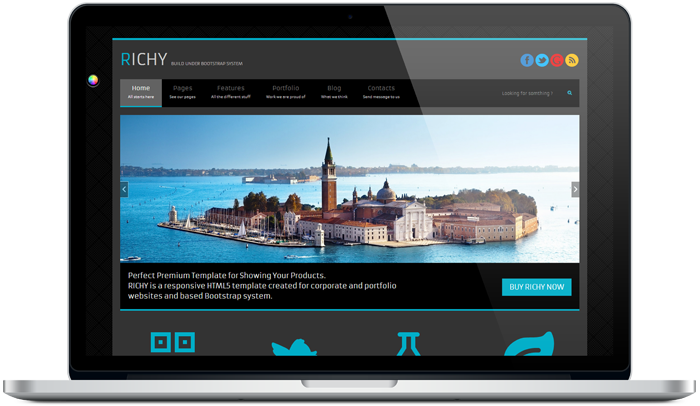 RICHY BUILD UNDER BOOTSTRAP SYSTEM
Home Pages Features Portfolio Blog Contacts
All starts here See our pages All the different stuff Work we are proud of What we think Send message to us
Looking for something ?
Perfect Premium Template for Showing Your Products.
RICHY is a responsive HTML5 template created for corporate and portfolio
websites and based Bootstrap system.
BUY RICHY NOW